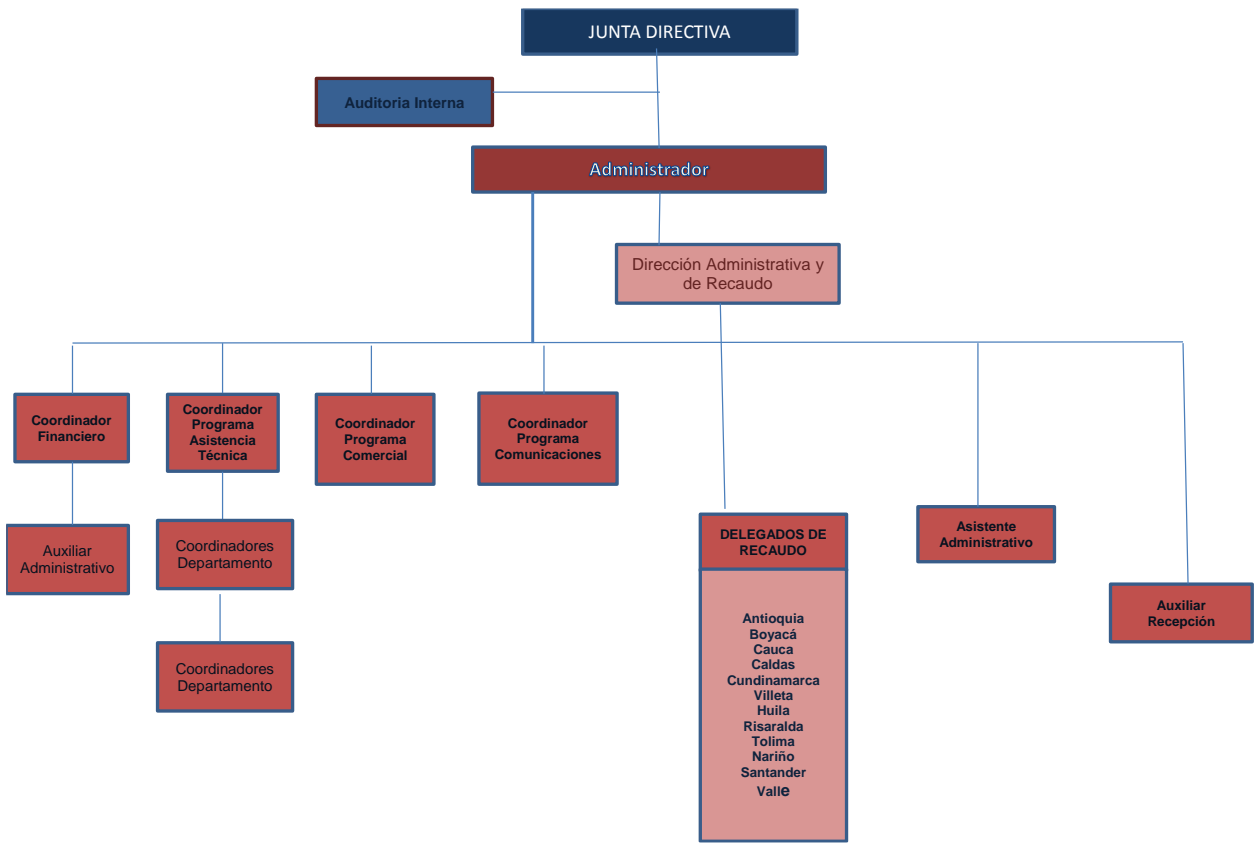 JUNTA DIRECTIVA
Auditoria Interna
Administrador
Dirección Administrativa y
de Recaudo
Coordinador
Financiero
Coordinador
Programa
Asistencia
Técnica
Coordinador
Programa
Comercial
Coordinador
Programa
Comunicaciones
Auxiliar
Administrativo
Coordinadores
Departamento
Coordinadores
Departamento
DELEGADOS DE
RECAUDO
Antioquia
Boyacá
Cauca
Caldas
Cundinamarca
Villeta
Huila
Risaralda
Tolima
Nariño
Santander
Valle
Asistente
Administrativo
Auxiliar
Recepción